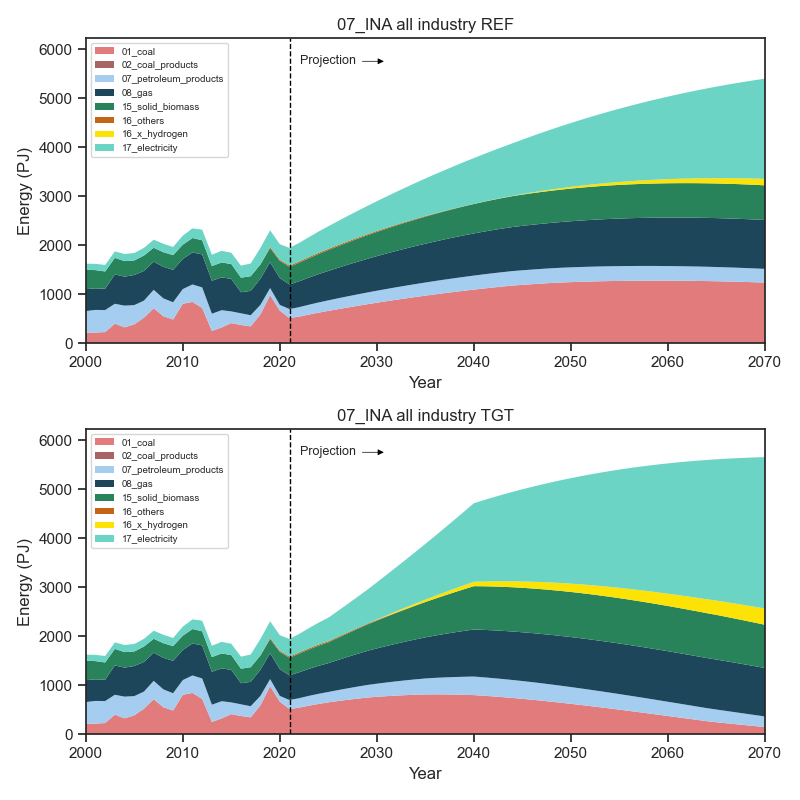 07_INA all industry REF
6000
5000
4000
3000
2000
1000
0
Energy (PJ)
01_coal
02_coal_products
07_petroleum_products
08_gas
15_solid_biomass
16_others
16_x_hydrogen
17_electricity
Projection
2000 2010 2020 2030 2040 2050 2060 2070
Year
07_INA all industry TGT
6000
5000
4000
3000
2000
1000
0
Energy (PJ)
01_coal
02_coal_products
07_petroleum_products
08_gas
15_solid_biomass
16_others
16_x_hydrogen
17_electricity
Projection
2000 2010 2020 2030 2040 2050 2060 2070
Year